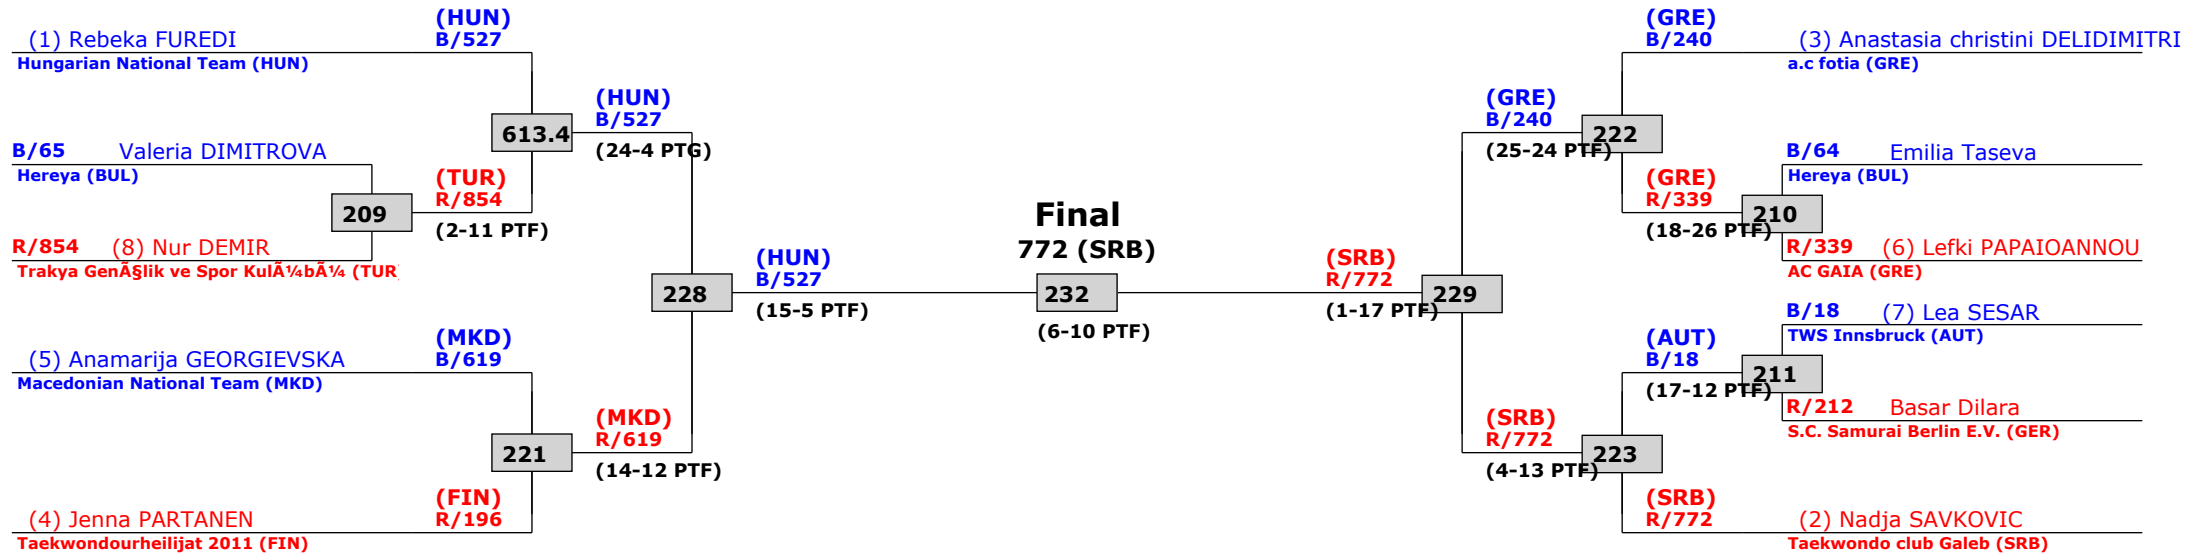 (HUN)
(1) Rebeka FUREDI
B/527
Hungarian National Team (HUN)
613.4
(HUN)
B/527
(24-4 PTG)
B/65
Valeria DIMITROVA
Hereya (BUL)
209
(TUR)
R/854
(2-11 PTF)
R/854
(8) Nur DEMIR
Trakya GenÃ§lik ve Spor KulÃ¼bÃ¼ (TUR)
228
(HUN)
B/527
(15-5 PTF)
(5) Anamarija GEORGIEVSKA
(MKD)
B/619
Macedonian National Team (MKD)
221
(MKD)
R/619
(14-12 PTF)
(4) Jenna PARTANEN
(FIN)
R/196
Taekwondourheilijat 2011 (FIN)
Final
772 (SRB)
232
(6-10 PTF)
(SRB)
R/772
(1-17 PTF)
229
(GRE)
B/240
(25-24 PTF)
222
(GRE)
B/240
(3) Anastasia christini DELIDIMITRI
a.c fotia (GRE)
(GRE)
R/339
(18-26 PTF)
210
B/64
Emilia Taseva
Hereya (BUL)
R/339
(6) Lefki PAPAIOANNOU
AC GAIA (GRE)
(SRB)
R/772
(4-13 PTF)
223
(AUT)
B/18
(17-12 PTF)
211
B/18
(7) Lea SESAR
TWS Innsbruck (AUT)
R/212
Basar Dilara
S.C. Samurai Berlin E.V. (GER)
(SRB)
R/772
(2) Nadja SAVKOVIC
Taekwondo club Galeb (SRB)